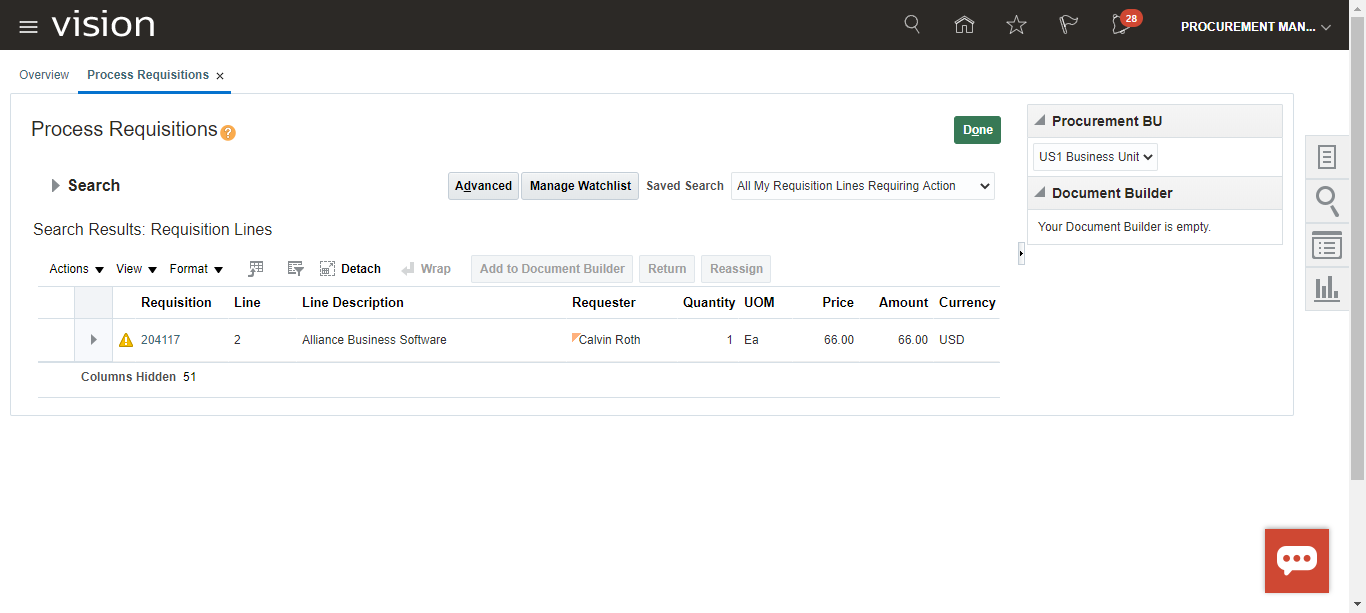 vision
28
PROCUREMENT MAN...
Overview
Process Requisitions ×
Process Requisitions ?
Done
Search
Advanced Manage Watchlist Saved Search All My Requisition Lines Requiring Action
Search Results: Requisition Lines
Actions View Format Detach Wrap Add to Document Builder Return Reassign
Requisition Line Line Description Requester Quantity UOM Price Amount Currency
204117 2 Alliance Business Software Calvin Roth 1 Ea 66.00 66.00 USD
Columns Hidden 51
Procurement BU
US1 Business Unit
Document Builder
Your Document Builder is empty.